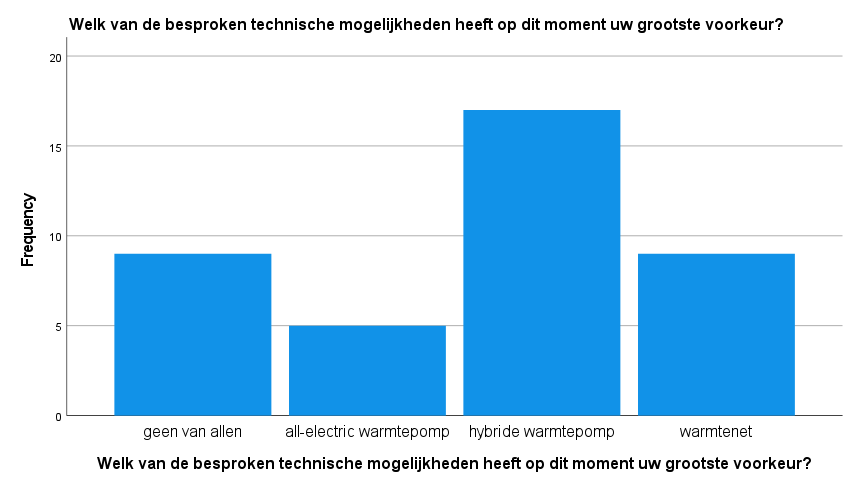 Welk van de besproken technische mogelijkheden heeft op dit moment uw grootste voorkeur?
20
15
10
5
0
Frequency
geen van allen all-electric warmtepomp hybride warmtepomp warmtenet
Welk van de besproken technische mogelijkheden heeft op dit moment uw grootste voorkeur?